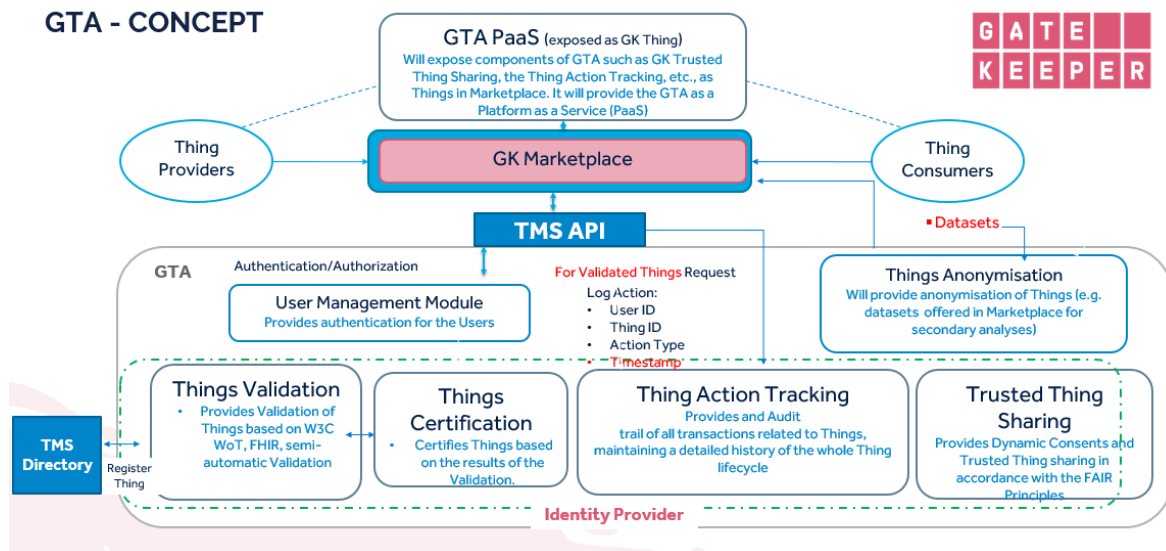 GTA - CONCEPT
GATE
KEEPER
GTA PaaS (exposed as GK Thing)
Will expose components of GTA such as GK Trusted
Thing Sharing, the Thing Action Tracking, etc., as
Things in Marketplace. It will provide the GTA as a
Platform as a Service (PaaS)
Thing
Providers
GK Marketplace
Thing
Consumers
TMS API
▪ Datasets
GTA
Authentication/Authorization
User Management Module
Provides authentication for the Users
For Validated Things Request
Log Action:
• User ID
• Thing ID
• Action Type
• Timestamp
Things Anonymisation
Will provide anonymisation of Things (e.g.
datasets offered in Marketplace for
secondary analyses)
TMS
Directory
Register
Thing
Things Validation
• Provides Validation of
Things based on W3C
WoT, FHIR, semi-
automatic Validation
Things
Certification
• Certifies Things based
on the results of the
Validation.
Thing Action Tracking
Provides and Audit
trail of all transactions related to Things,
maintaining a detailed history of the whole Thing
lifecycle
Trusted Thing
Sharing
Provides Dynamic Consents and
Trusted Thing sharing in
accordance with the FAIR
Principles
Identity Provider